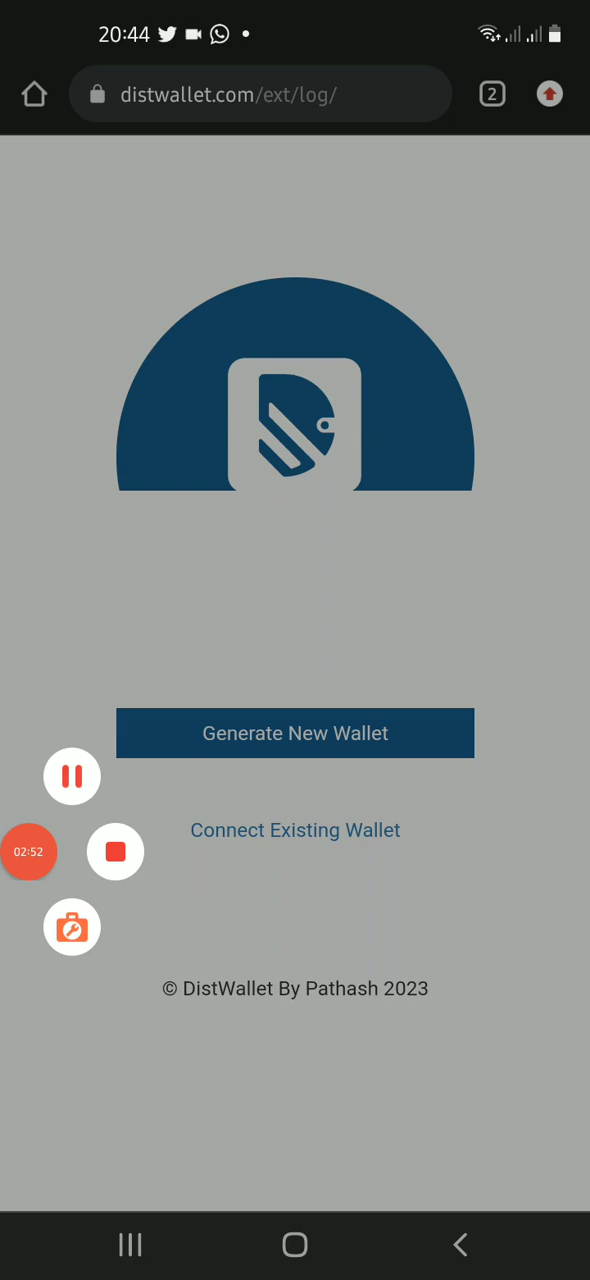 20:44
distwallet.com/ext/log/
2
Generate New Wallet
Connect Existing Wallet
02:52
© DistWallet By Pathash 2023